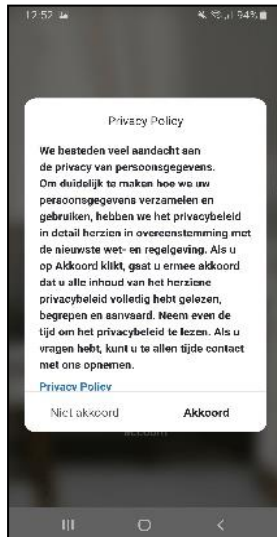 12:52
94%
Privacy Policy
We besteden veel aandacht aan
de privacy van persoonsgegevens.
Om duidelijk te maken hoe we uw
persoonsgegevens verzamelen en
gebruiken, hebben we het privacybeleid
in detail herzien in overeenstemming met
de nieuwste wet- en regelgeving. Als u
op Akkoord klikt, gaat u ermee akkoord
dat u alle inhoud van het herziene
privacybeleid volledig hebt gelezen,
begrepen en aanvaard. Neem even de
tijd om het privacybeleid te lezen. Als u
vragen hebt, kunt u te allen tijde contact
met ons opnemen.
Privacy Policy
Niet akkoord Akkoord
account